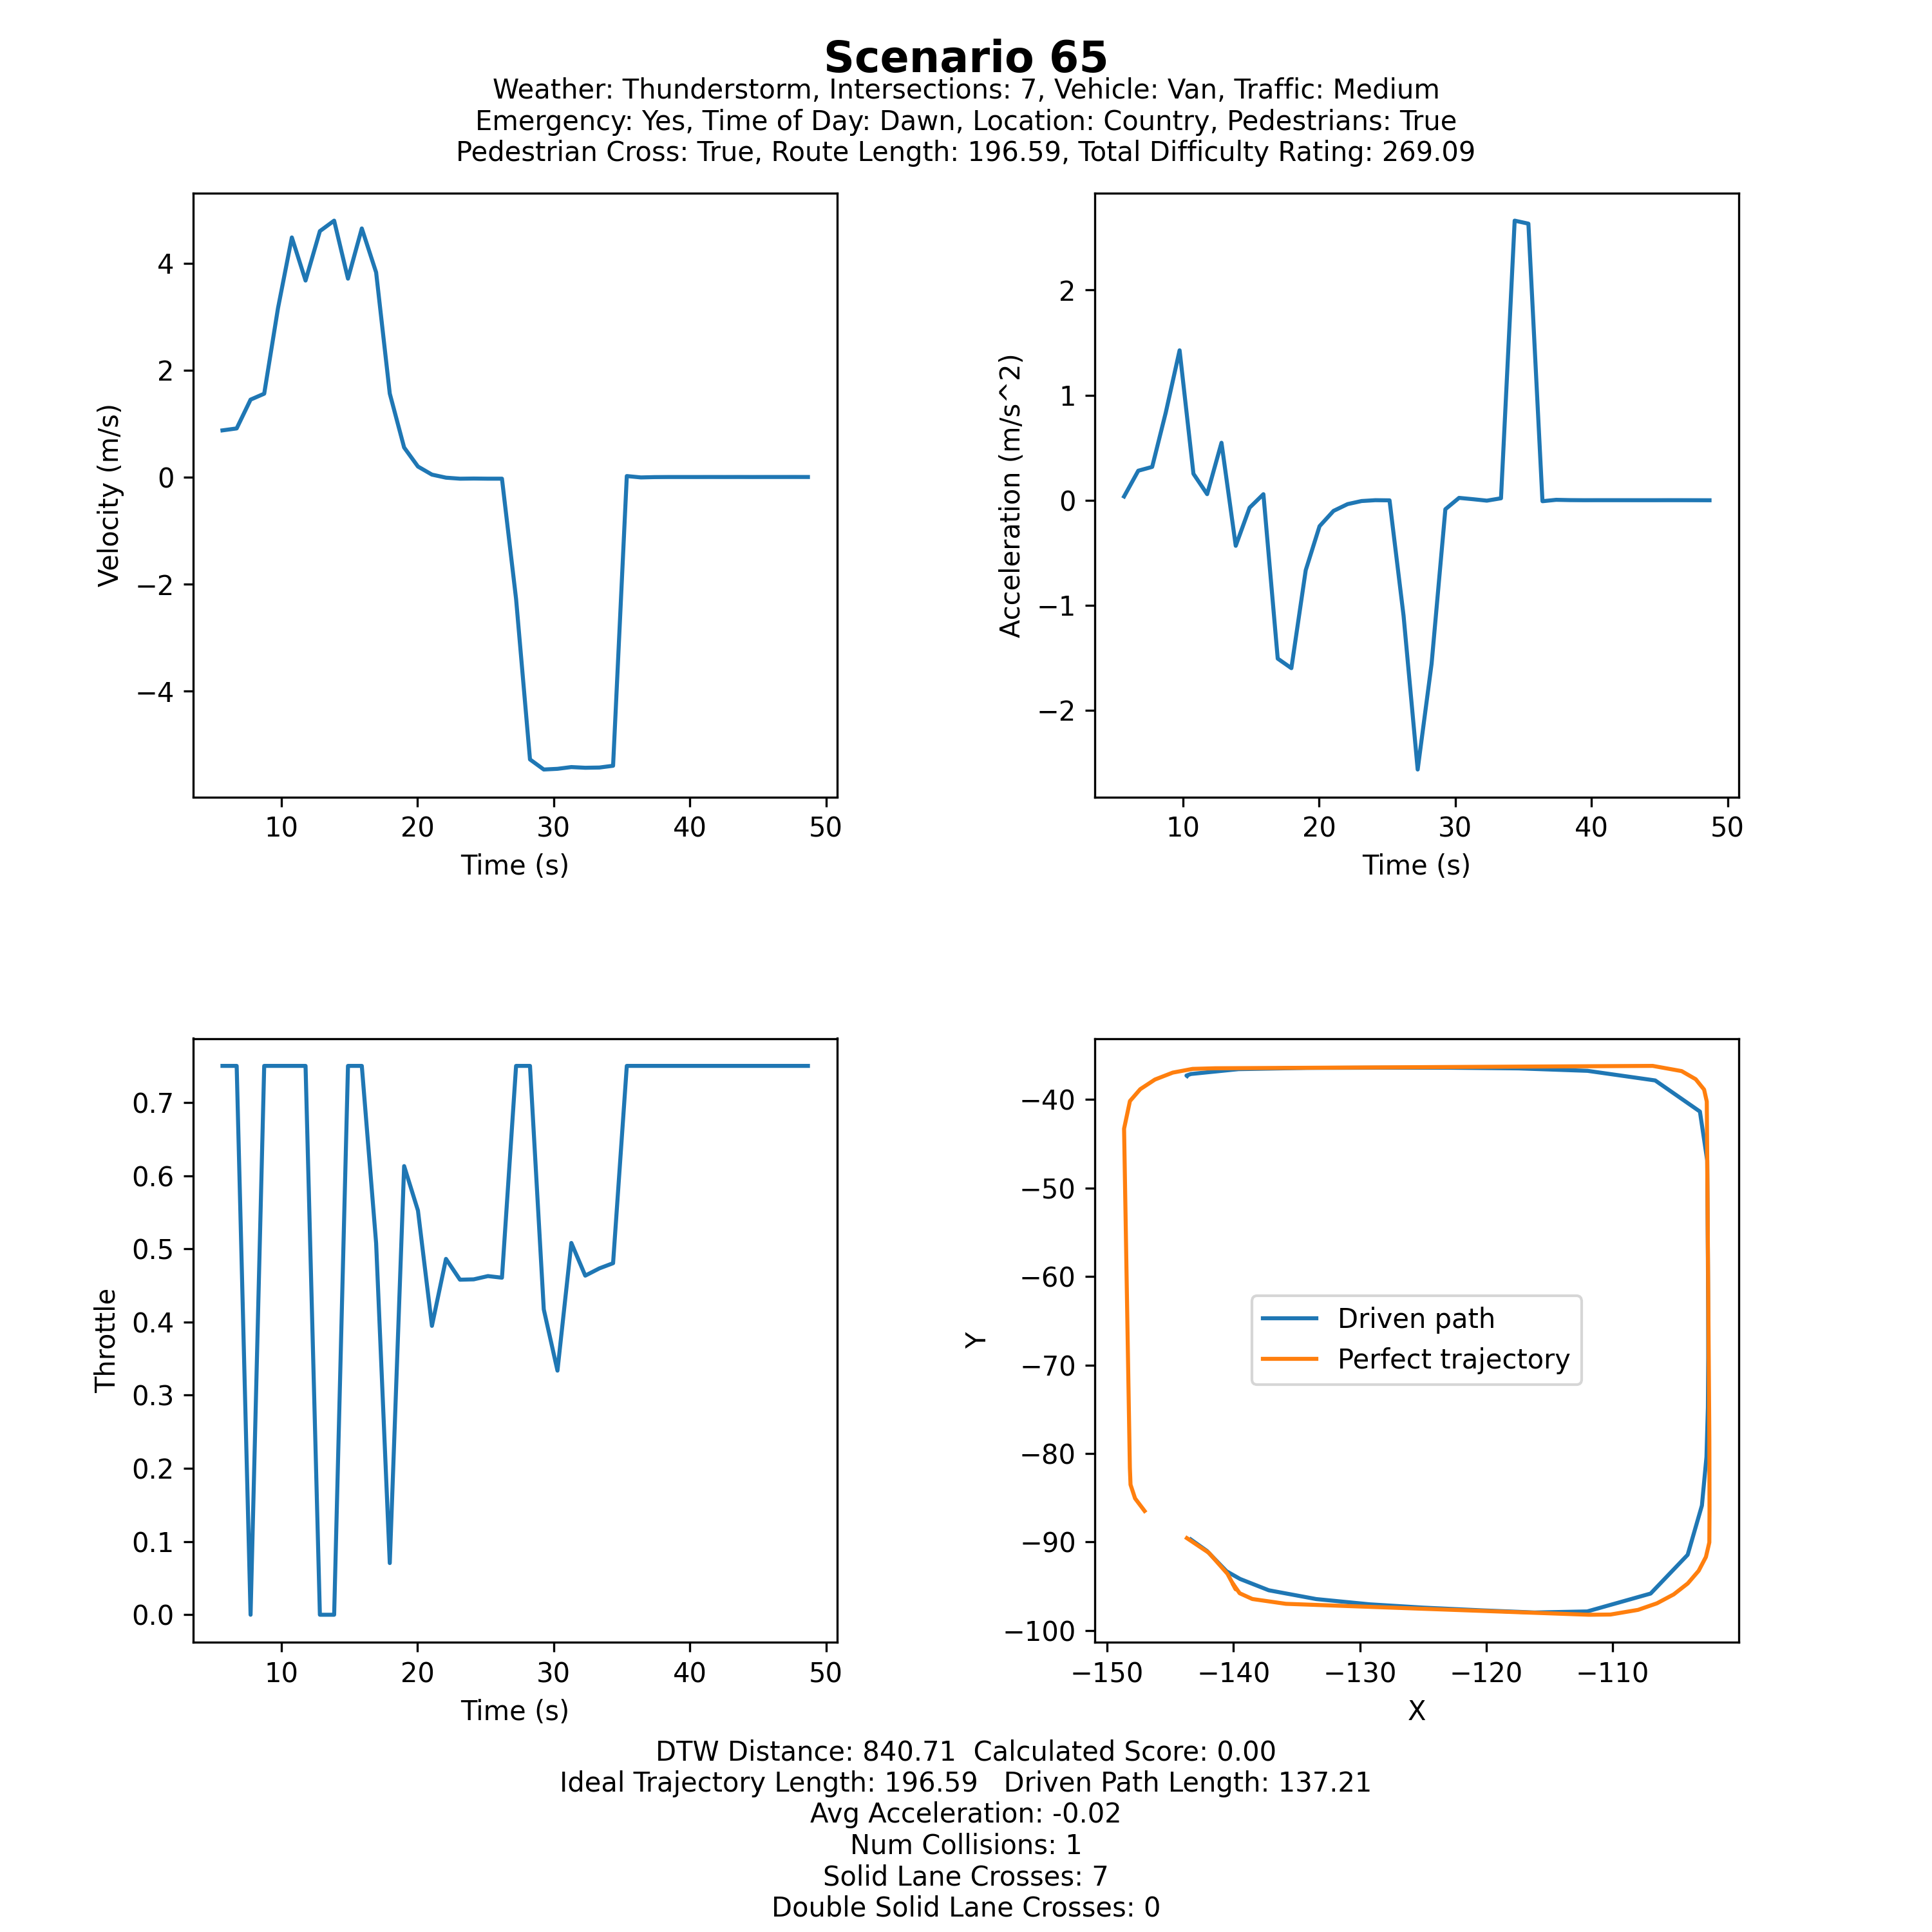 Scenario 65
Weather: Thunderstorm, Intersections: 7, Vehicle: Van, Traffic: Medium
Emergency: Yes, Time of Day: Dawn, Location: Country, Pedestrians: True
Pedestrian Cross: True, Route Length: 196.59, Total Difficulty Rating: 269.09
Velocity (m/s)
4
2
0
−2
−4
10 20 30 40 50
Time (s)
Acceleration (m/s^2)
2
1
0
−1
−2
10 20 30 40 50
Time (s)
Throttle
0.7
0.6
0.5
0.4
0.3
0.2
0.1
0.0
10 20 30 40 50
Time (s)
Y
−40
−50
−60
−70
−80
−90
−100
Driven path
Perfect trajectory
−150 −140 −130 −120 −110
X
DTW Distance: 840.71 Calculated Score: 0.00
Ideal Trajectory Length: 196.59 Driven Path Length: 137.21
Avg Acceleration: -0.02
Num Collisions: 1
Solid Lane Crosses: 7
Double Solid Lane Crosses: 0